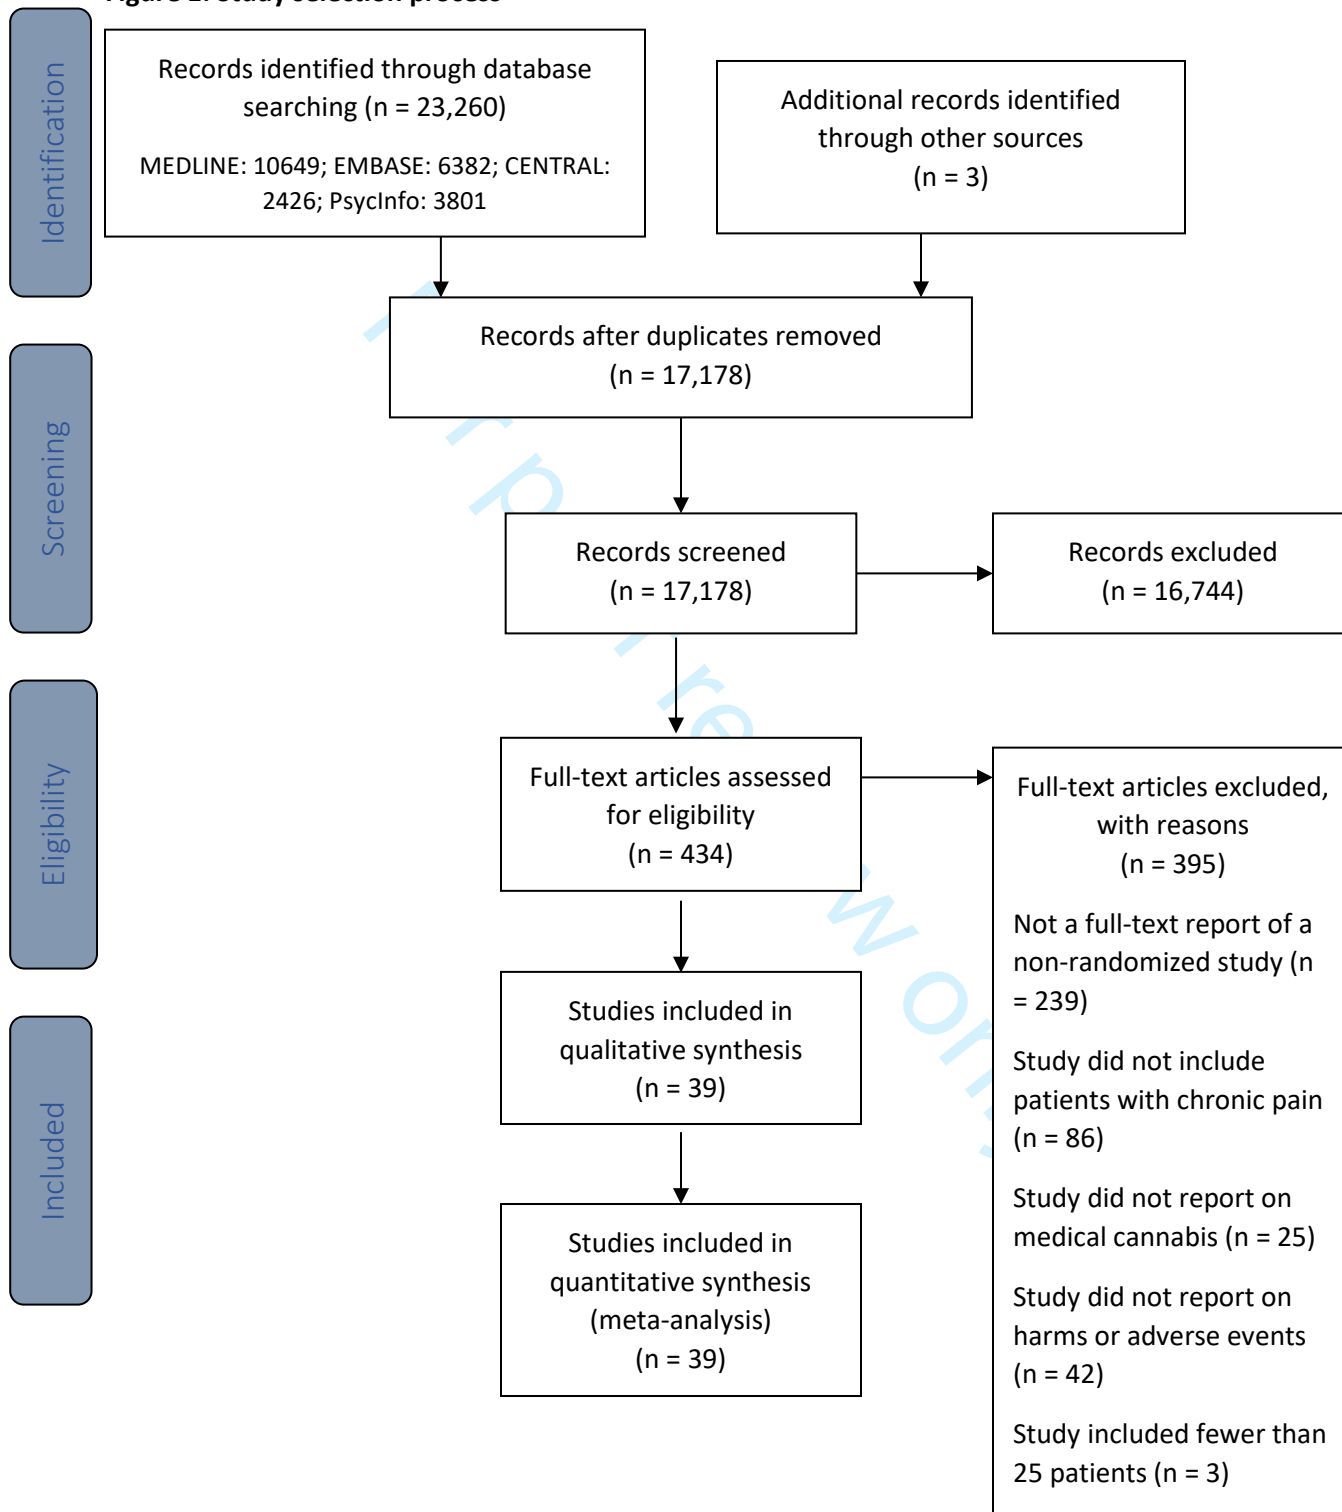 Identification
Records identified through database
searching (n = 23,260)
MEDLINE: 10649; EMBASE: 6382; CENTRAL:
2426; PsycInfo: 3801
Additional records identified
through other sources
(n = 3)
Records after duplicates removed
(n = 17,178)
Screening
Records screened
(n = 17,178)
Records excluded
(n = 16,744)
Eligibility
Full-text articles assessed
for eligibility
(n = 434)
Full-text articles excluded,
with reasons
(n = 395)
Not a full-text report of a
non-randomized study (n
= 239)
Study did not include
patients with chronic pain
(n = 86)
Study did not report on
medical cannabis (n = 25)
Study did not report on
harms or adverse events
(n = 42)
Study included fewer than
25 patients (n = 3)
Studies included in
qualitative synthesis
(n = 39)
Included
Studies included in
quantitative synthesis
(meta-analysis)
(n = 39)